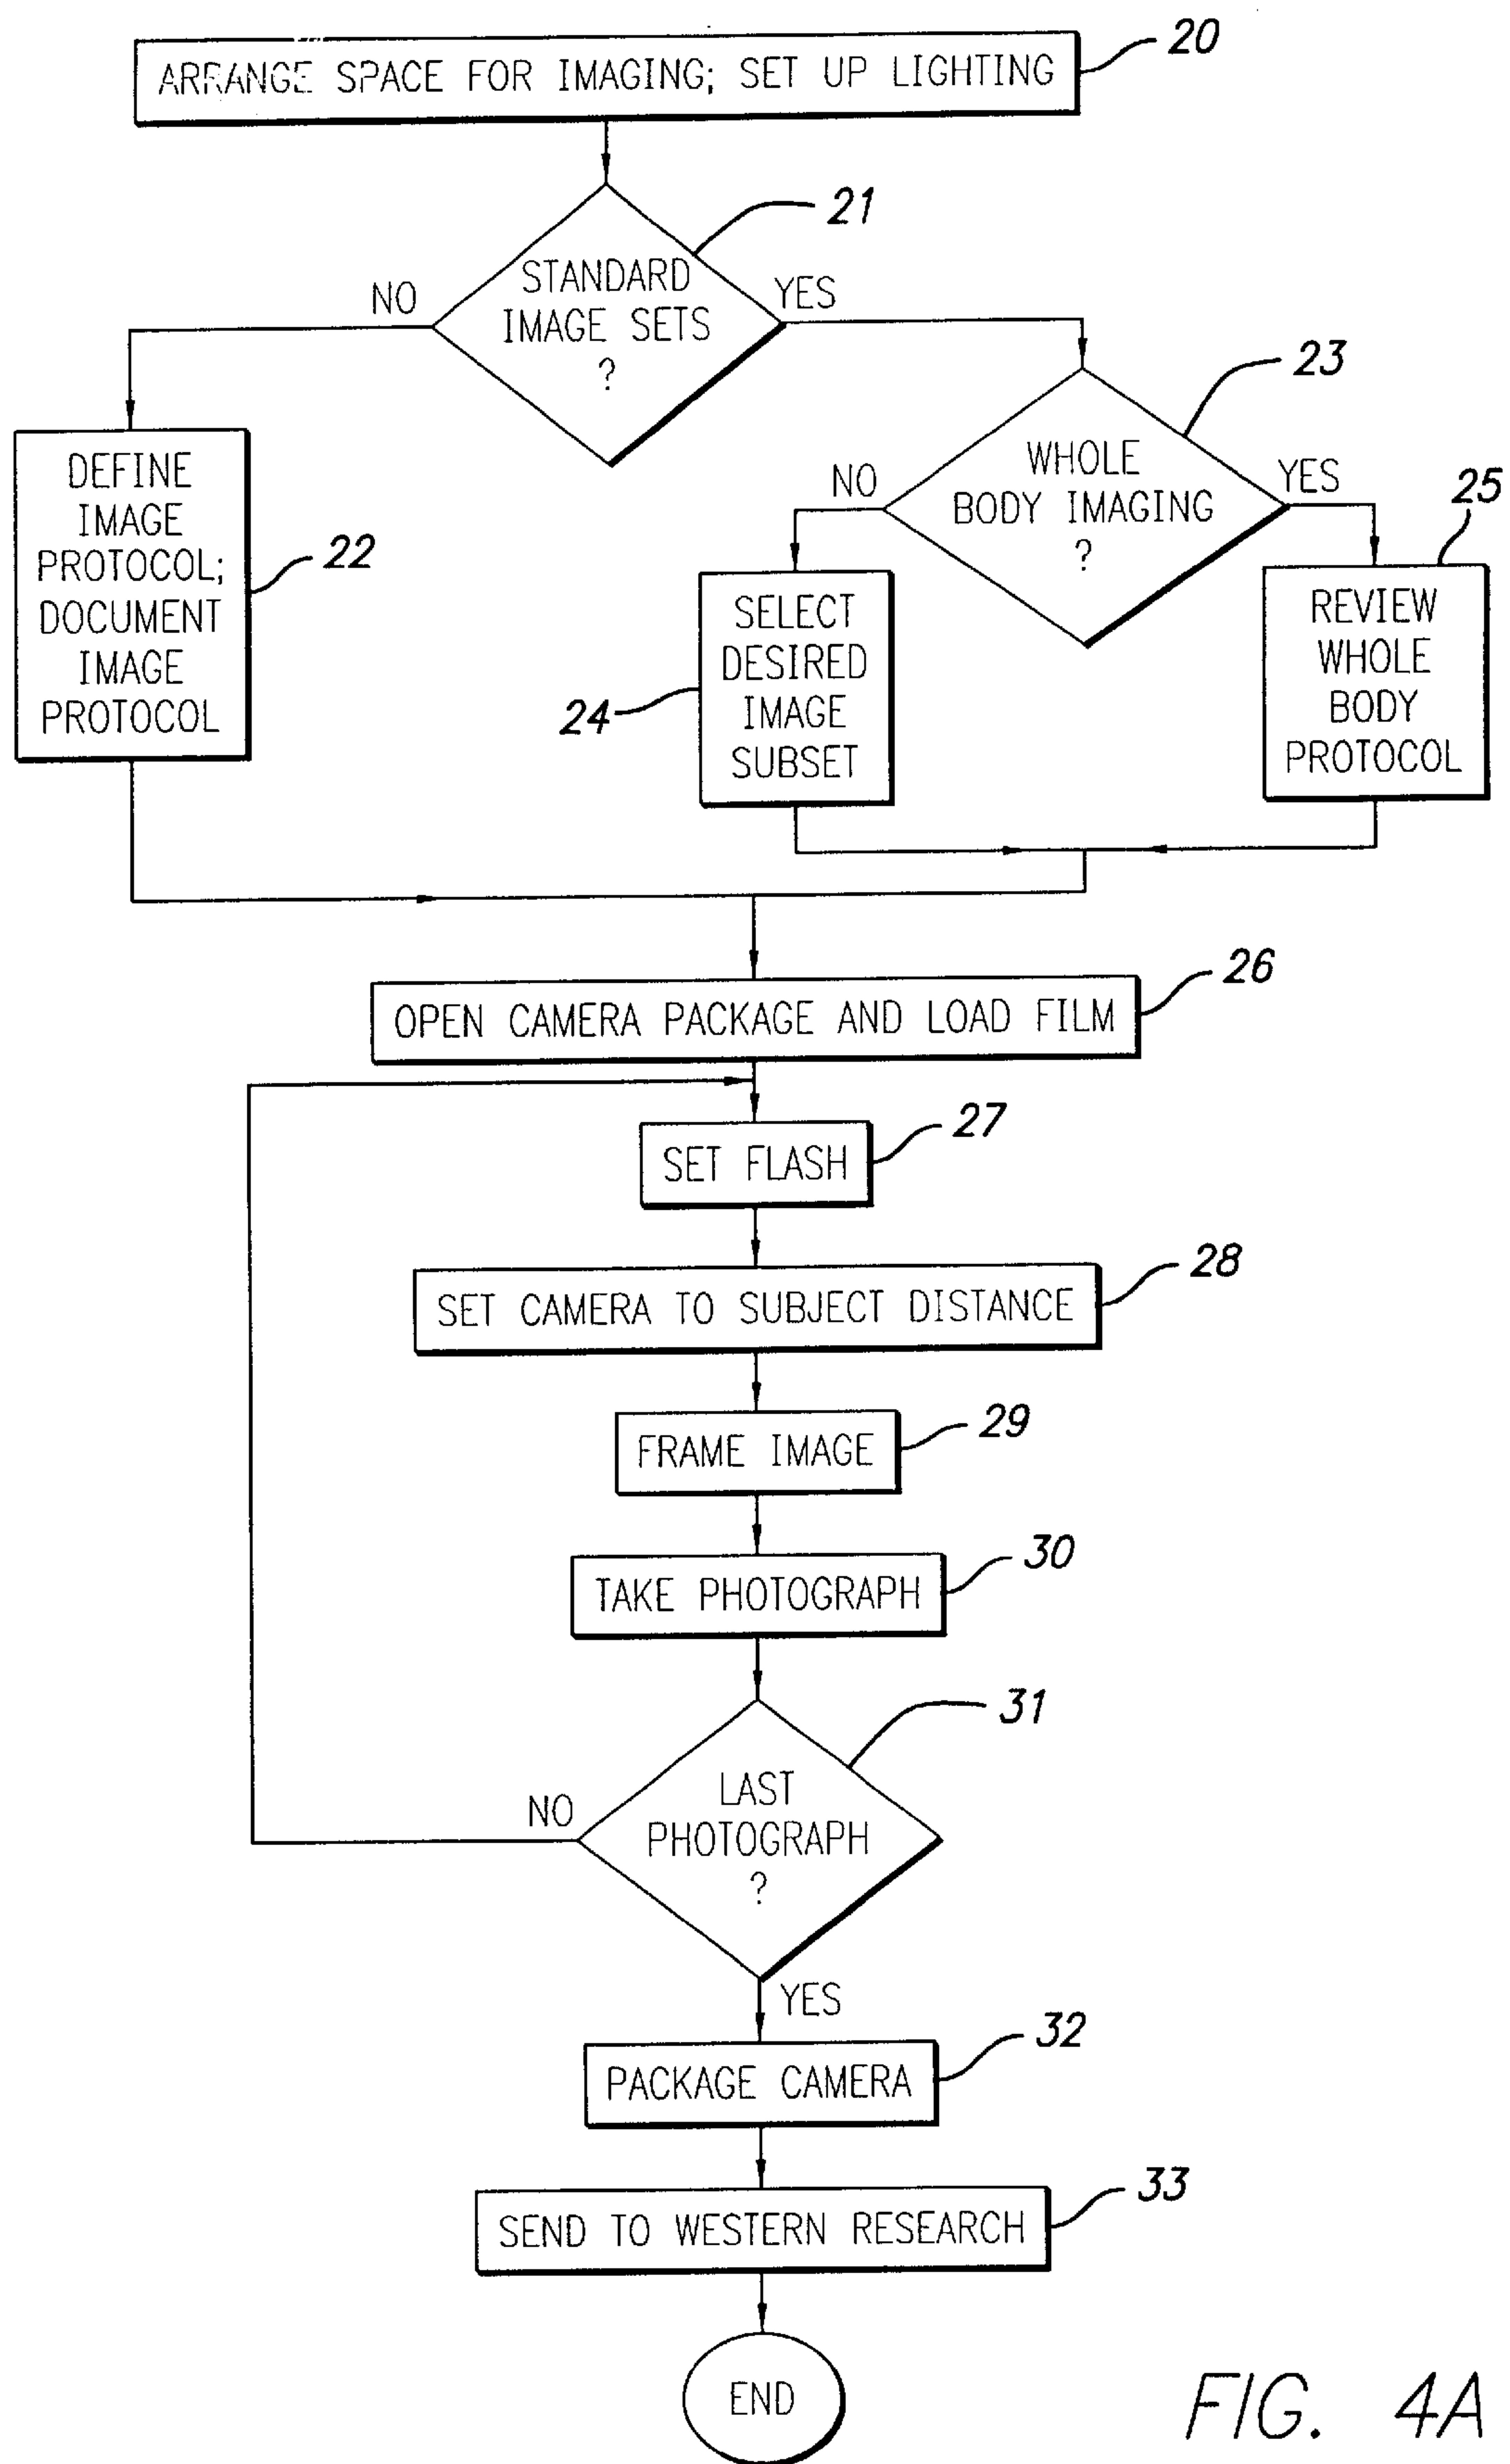 20
ARRANGE SPACE FOR IMAGING; SET UP LIGHTING
21
STANDARD
IMAGE SETS
?
NO
YES
23
WHOLE
BODY IMAGING
?
NO
YES
DEFINE
IMAGE
PROTOCOL;
DOCUMENT
IMAGE
PROTOCOL
22
SELECT
DESIRED
IMAGE
SUBSET
24
25
REVIEW
WHOLE
BODY
PROTOCOL
26
OPEN CAMERA PACKAGE AND LOAD FILM
27
SET FLASH
28
SET CAMERA TO SUBJECT DISTANCE
29
FRAME IMAGE
30
TAKE PHOTOGRAPH
31
LAST
PHOTOGRAPH
?
NO
YES
32
PACKAGE CAMERA
33
SEND TO WESTERN RESEARCH
END
FIG. 4A